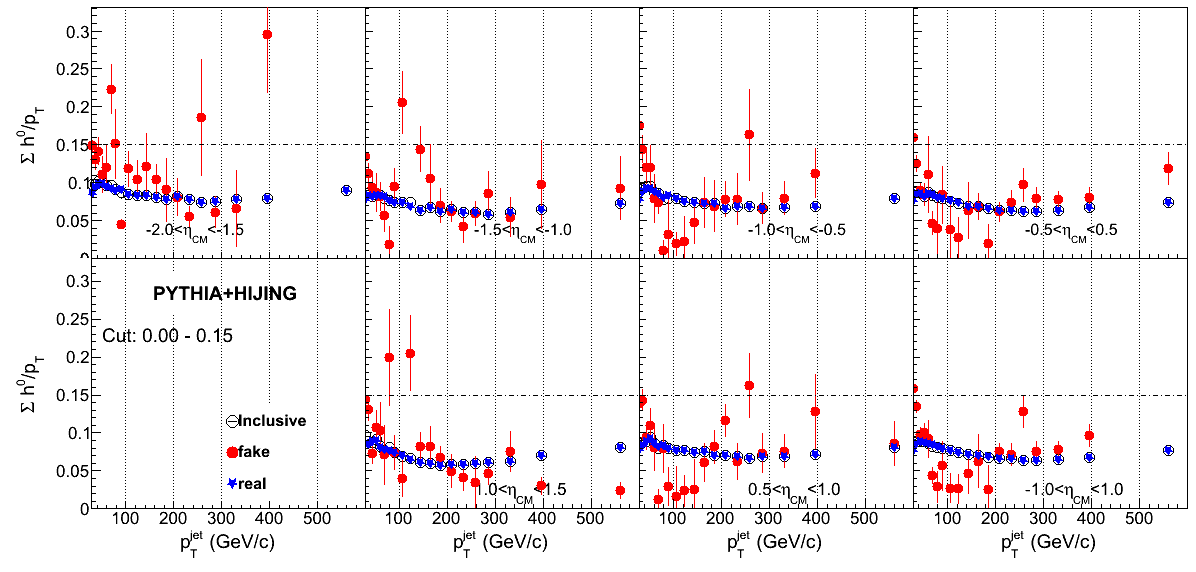 0.3
0.25
0.2
0.15
0.1
0.05
0
Σ h⁰/p_T
-2.0<η_CM<-1.5
-1.5<η_CM<-1.0
-1.0<η_CM<-0.5
-0.5<η_CM<0.5
PYTHIA+HIJING
Cut: 0.00 - 0.15
Inclusive
fake
real
0.3
0.25
0.2
0.15
0.1
0.05
0
Σ h⁰/p_T
1.0<η_CM<1.5
0.5<η_CM<1.0
-1.0<η_CM<1.0
100 200 300 400 500
100 200 300 400 500
100 200 300 400 500
100 200 300 400 500
p_T^jet (GeV/c)
p_T^jet (GeV/c)
p_T^jet (GeV/c)
p_T^jet (GeV/c)